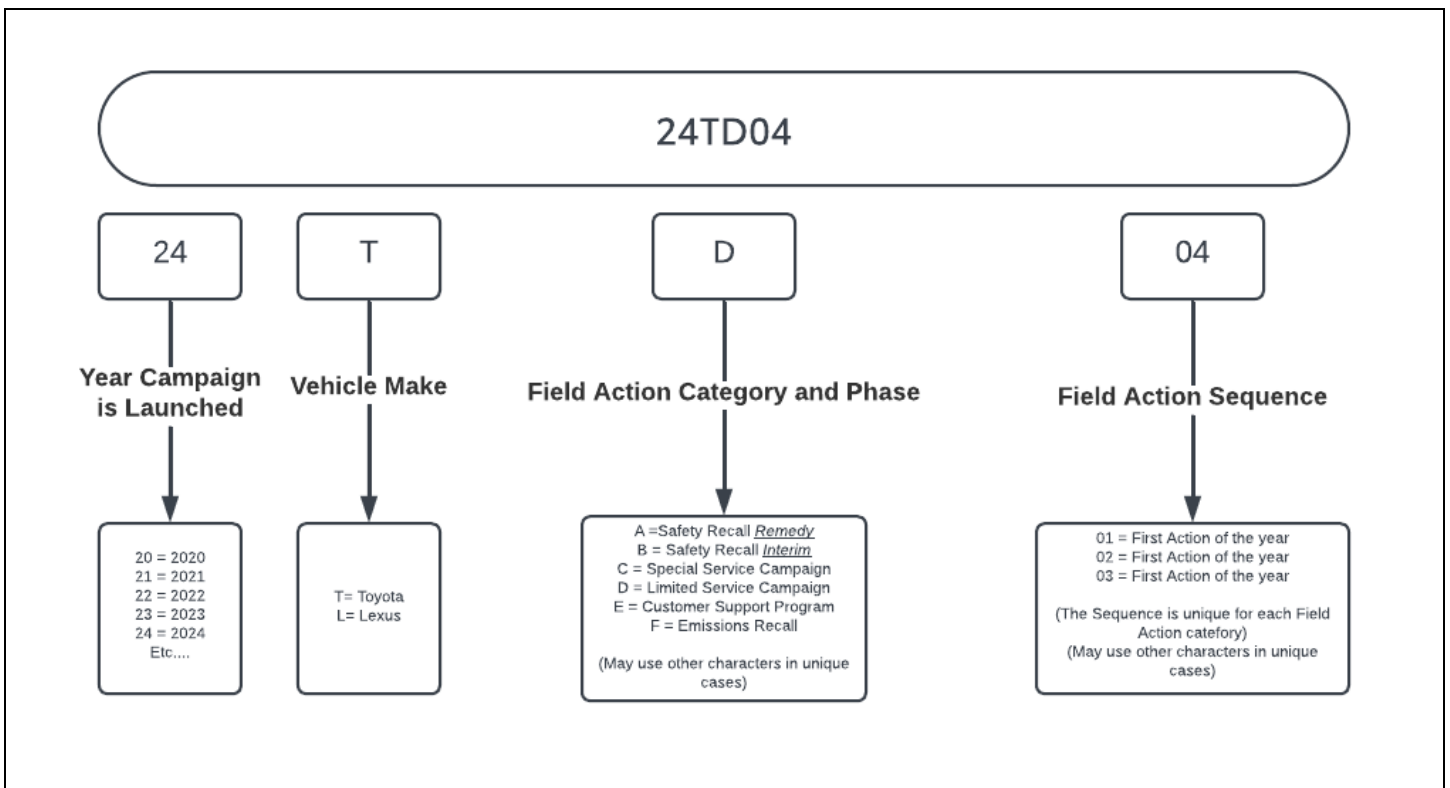 24TD04
24
T
D
04
Year Campaign
is Launched
Vehicle Make
Field Action Category and Phase
Field Action Sequence
20 = 2020
21 = 2021
22 = 2022
23 = 2023
24 = 2024
Etc....
T= Toyota
L= Lexus
A =Safety Recall Remedy
B = Safety Recall Interim
C = Special Service Campaign
D = Limited Service Campaign
E = Customer Support Program
F = Emissions Recall
(May use other characters in unique
cases)
01 = First Action of the year
02 = First Action of the year
03 = First Action of the year
(The Sequence is unique for each Field
Action catefory)
(May use other characters in unique
cases)